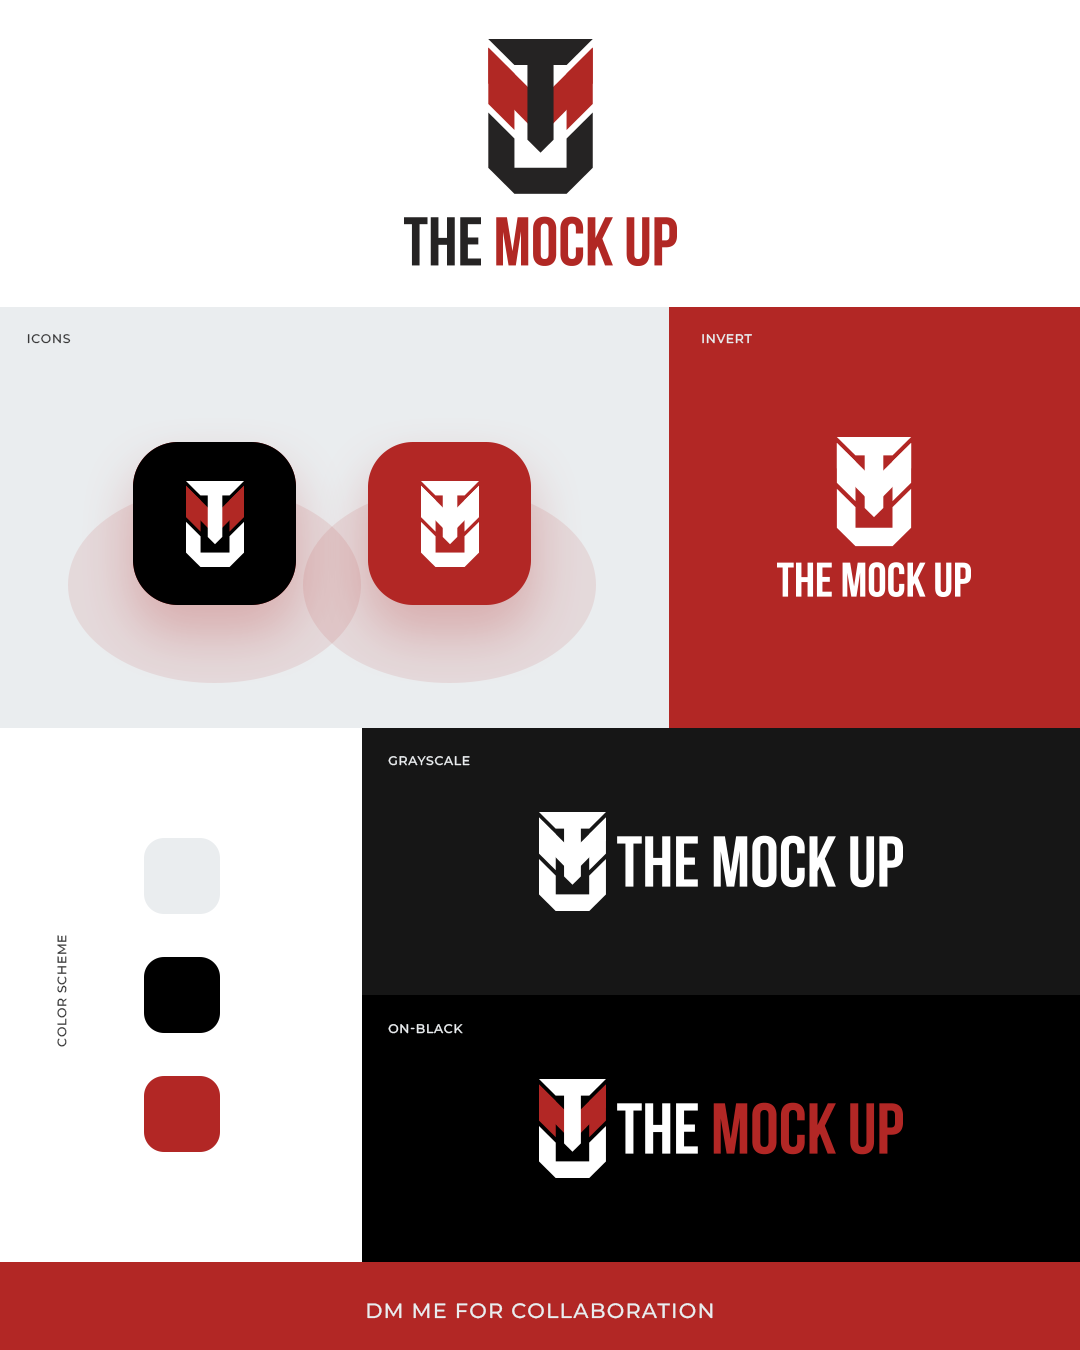 THE MOCK UP
ICONS
INVERT
THE MOCK UP
GRAYSCALE
THE MOCK UP
COLOR SCHEME
ON-BLACK
THE MOCK UP
DM ME FOR COLLABORATION